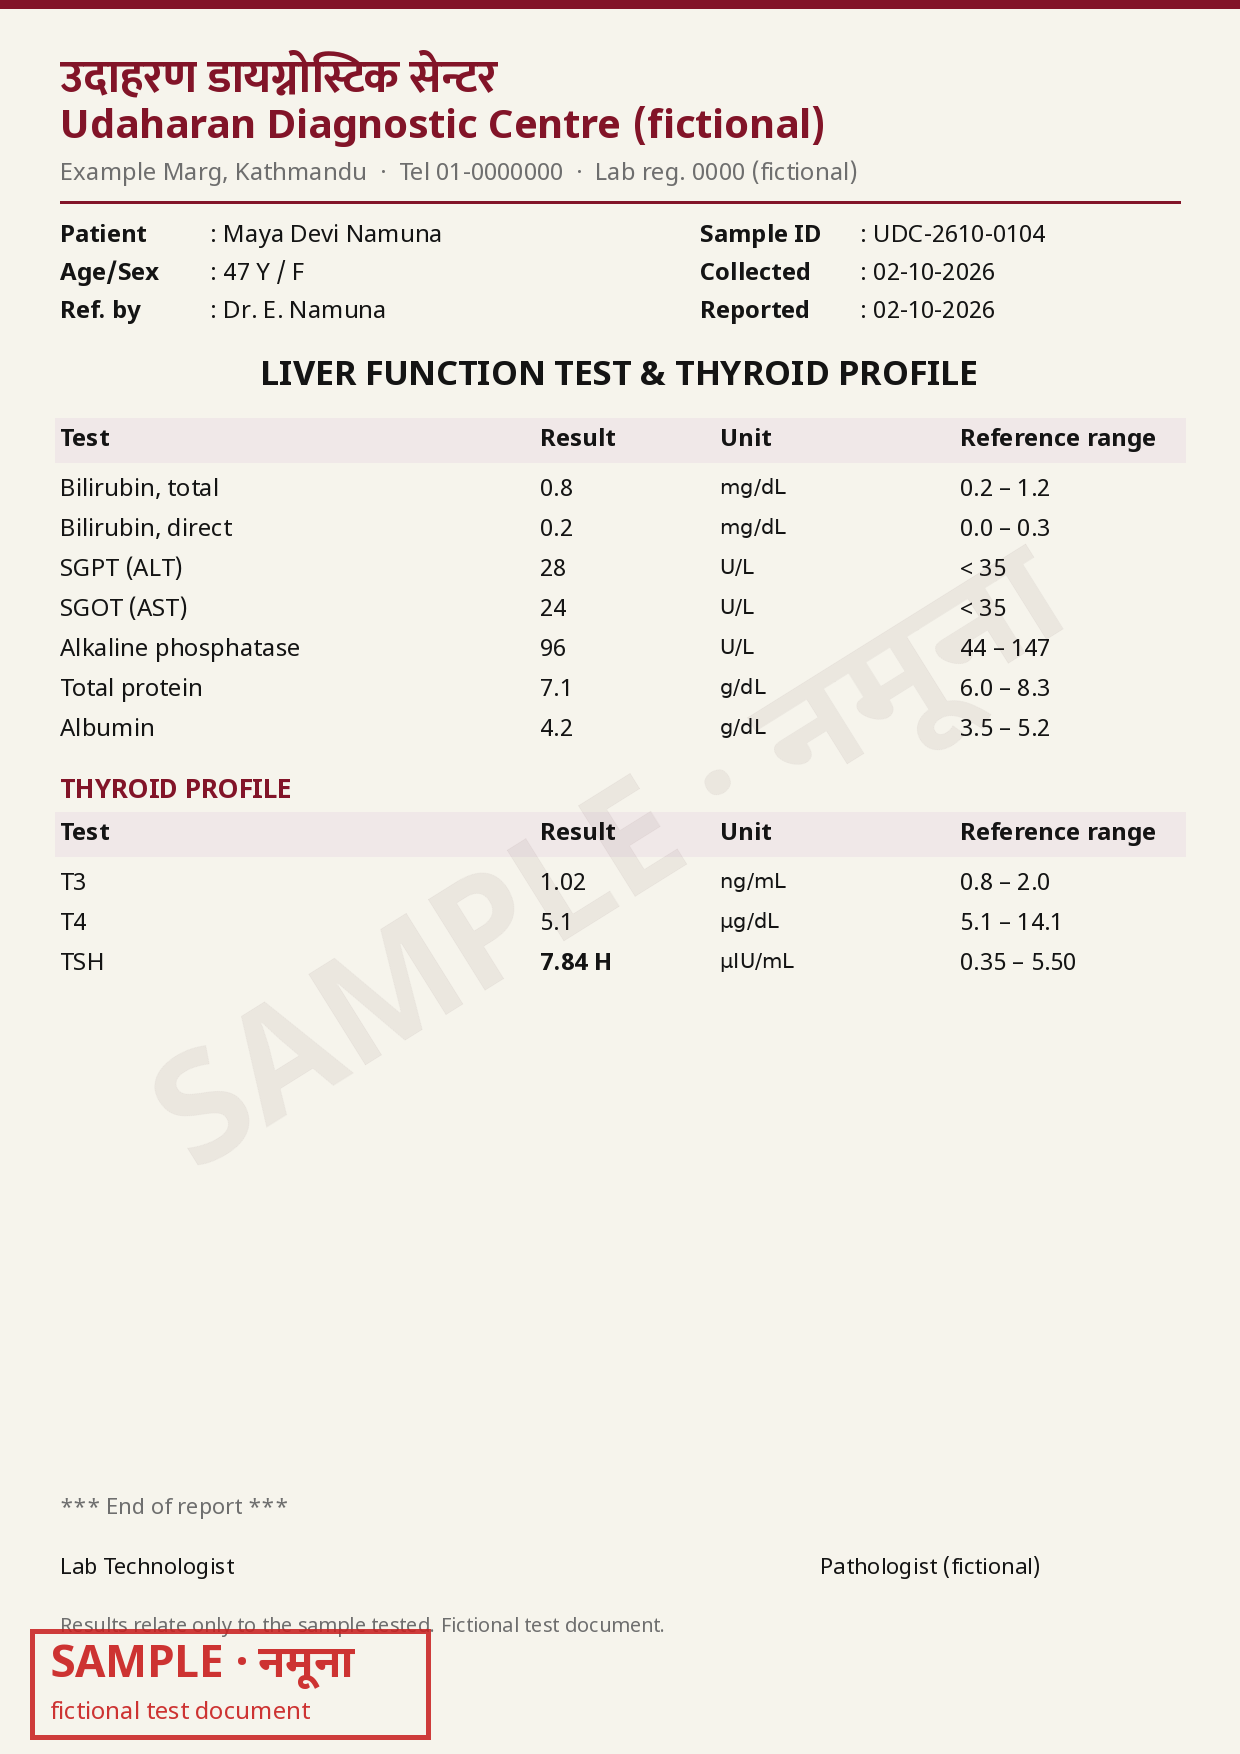 उदाहरण डायग्नोस्टिक सेन्टर
Udaharan Diagnostic Centre (fictional)
Example Marg, Kathmandu · Tel 01-0000000 · Lab reg. 0000 (fictional)
Patient : Maya Devi Namuna Sample ID : UDC-2610-0104
Age/Sex : 47 Y / F Collected : 02-10-2026
Ref. by : Dr. E. Namuna Reported : 02-10-2026
LIVER FUNCTION TEST & THYROID PROFILE
Test Result Unit Reference range
Bilirubin, total 0.8 mg/dL 0.2 – 1.2
Bilirubin, direct 0.2 mg/dL 0.0 – 0.3
SGPT (ALT) 28 U/L < 35
SGOT (AST) 24 U/L < 35
Alkaline phosphatase 96 U/L 44 – 147
Total protein 7.1 g/dL 6.0 – 8.3
Albumin 4.2 g/dL 3.5 – 5.2
THYROID PROFILE
Test Result Unit Reference range
T3 1.02 ng/mL 0.8 – 2.0
T4 5.1 µg/dL 5.1 – 14.1
TSH 7.84 H µIU/mL 0.35 – 5.50
SAMPLE · नमूना
*** End of report ***
Lab Technologist Pathologist (fictional)
Results relate only to the sample tested. Fictional test document.
SAMPLE · नमूना
fictional test document